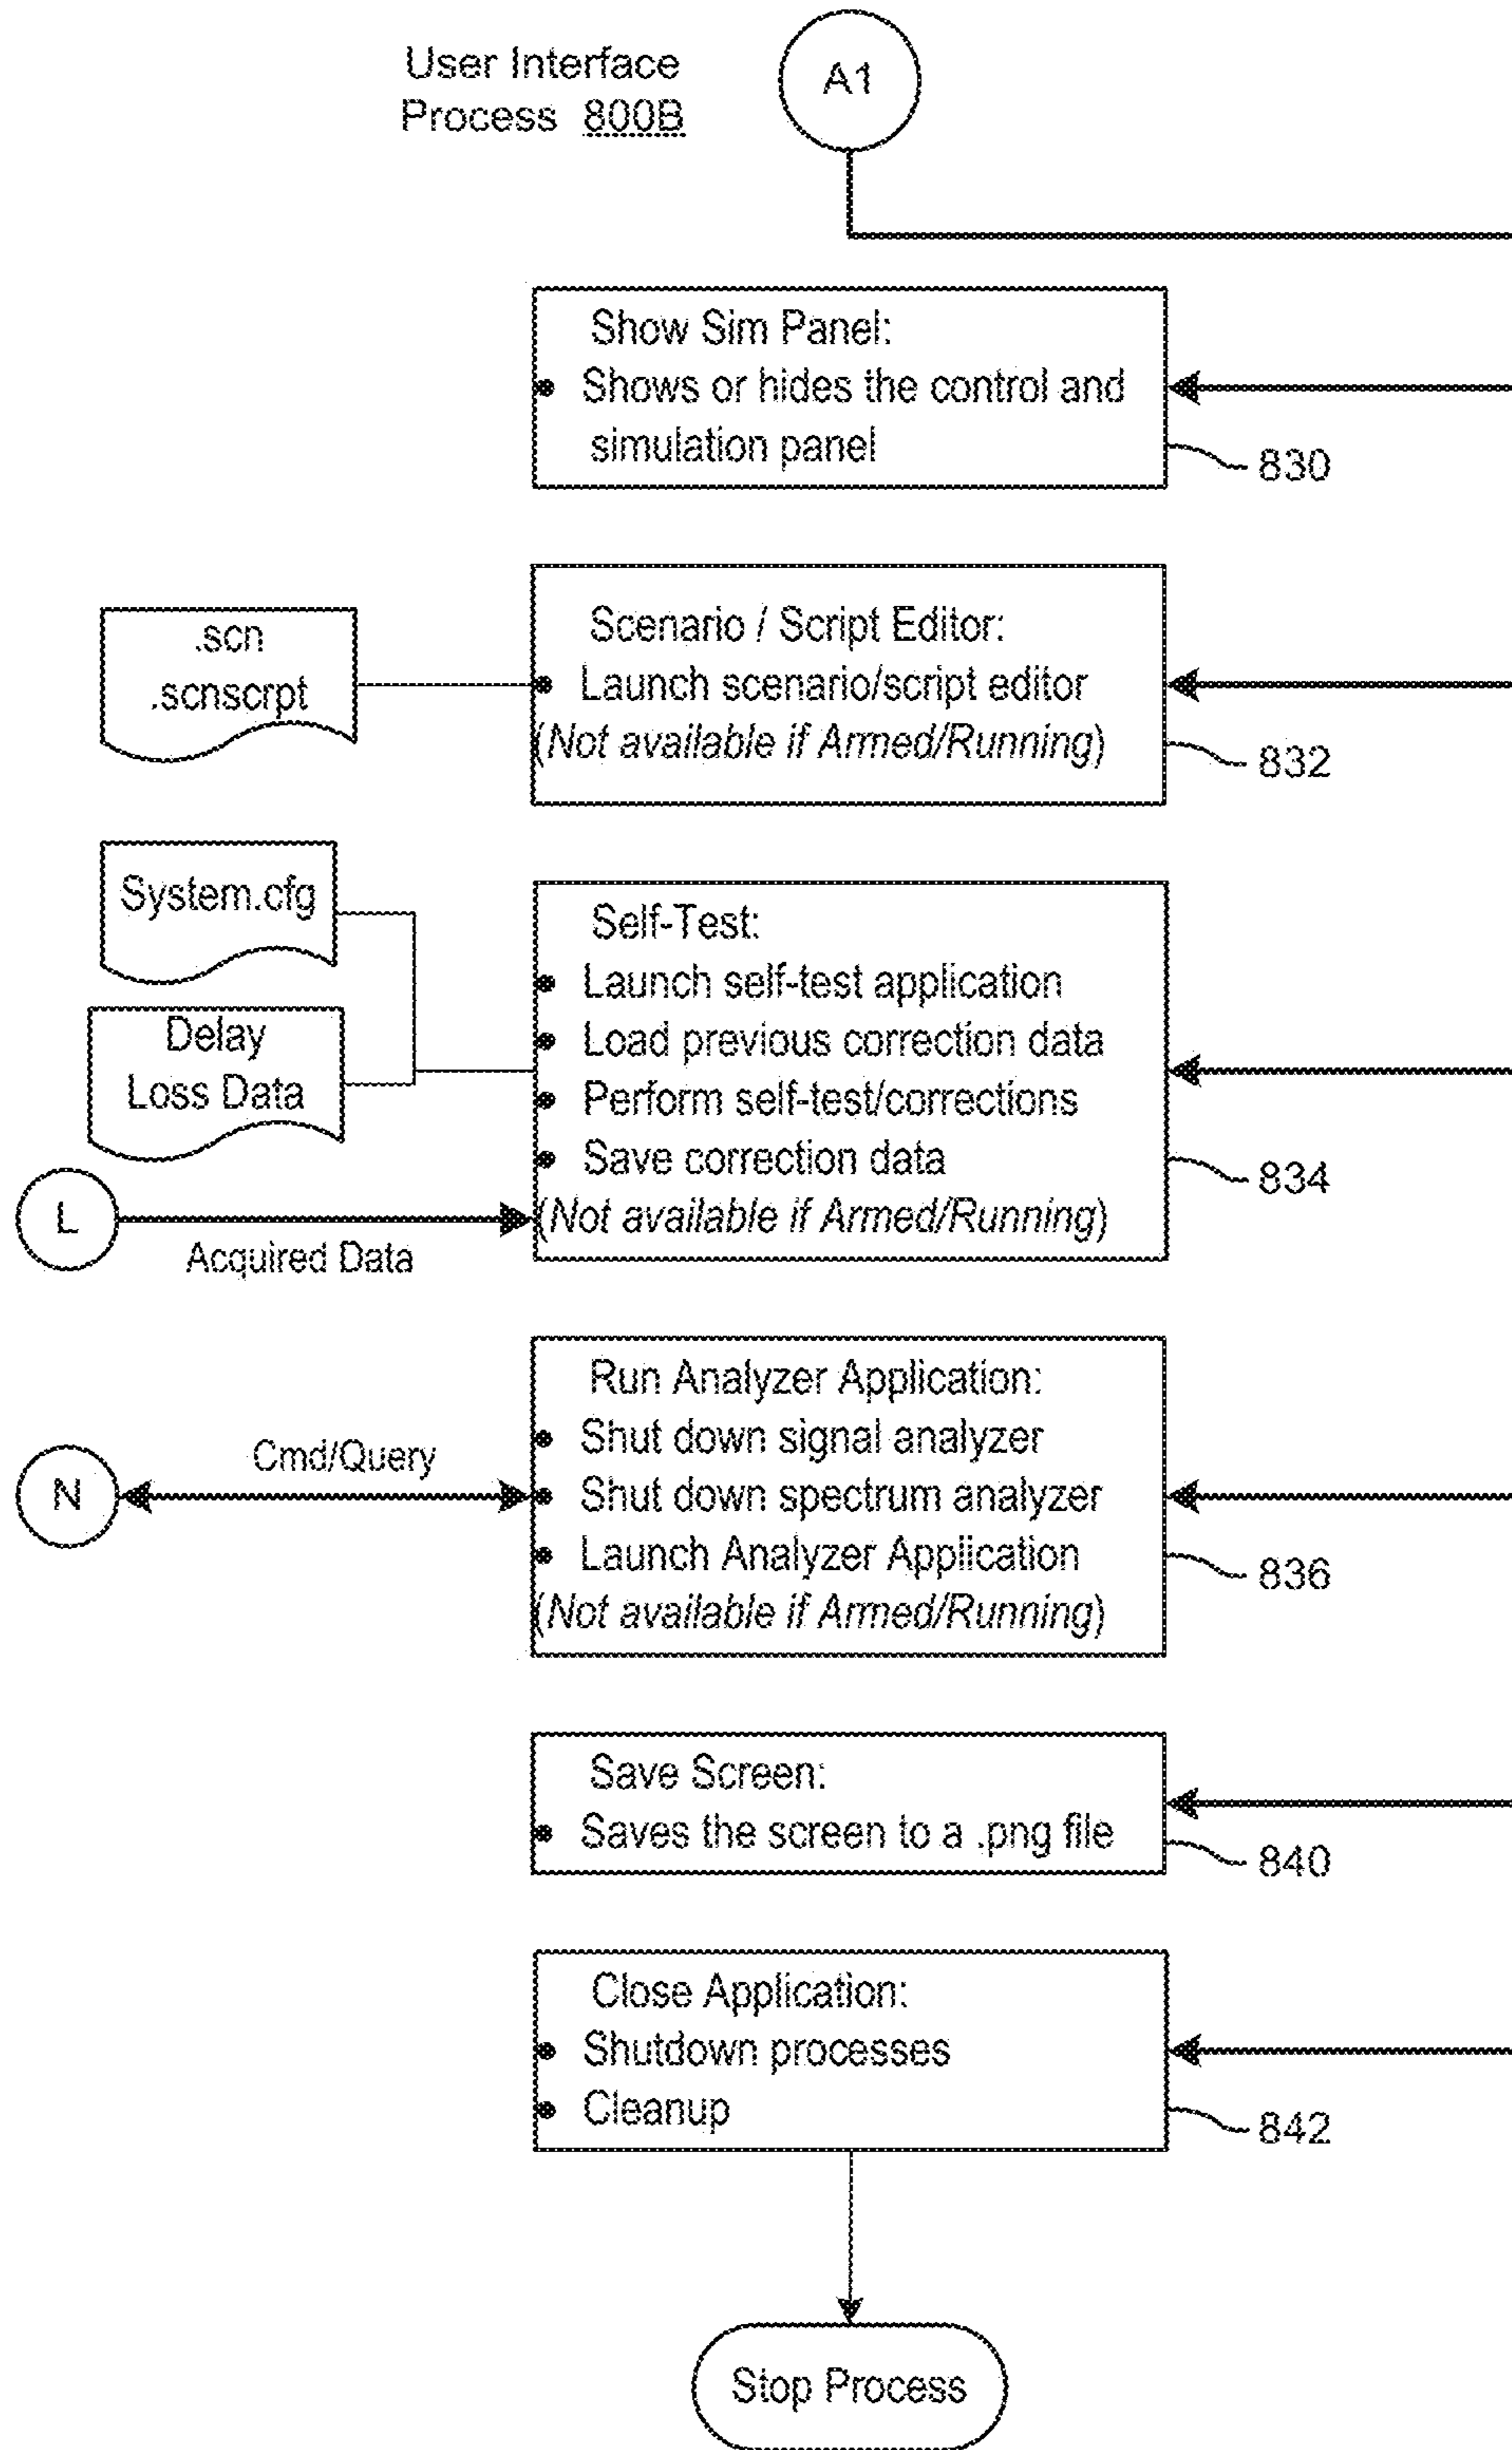 User Interface
Process 800B
A1
Show Sim Panel:
• Shows or hides the control and
simulation panel
830
.scn
.scnscrpt
Scenario / Script Editor:
• Launch scenario/script editor
(Not available if Armed/Running)
832
System.cfg
Delay
Loss Data
Self-Test:
• Launch self-test application
• Load previous correction data
• Perform self-test/corrections
• Save correction data
(Not available if Armed/Running)
834
L
Acquired Data
Run Analyzer Application:
• Shut down signal analyzer
• Shut down spectrum analyzer
• Launch Analyzer Application
(Not available if Armed/Running)
836
N
Cmd/Query
Save Screen:
• Saves the screen to a .png file
840
Close Application:
• Shutdown processes
• Cleanup
842
Stop Process